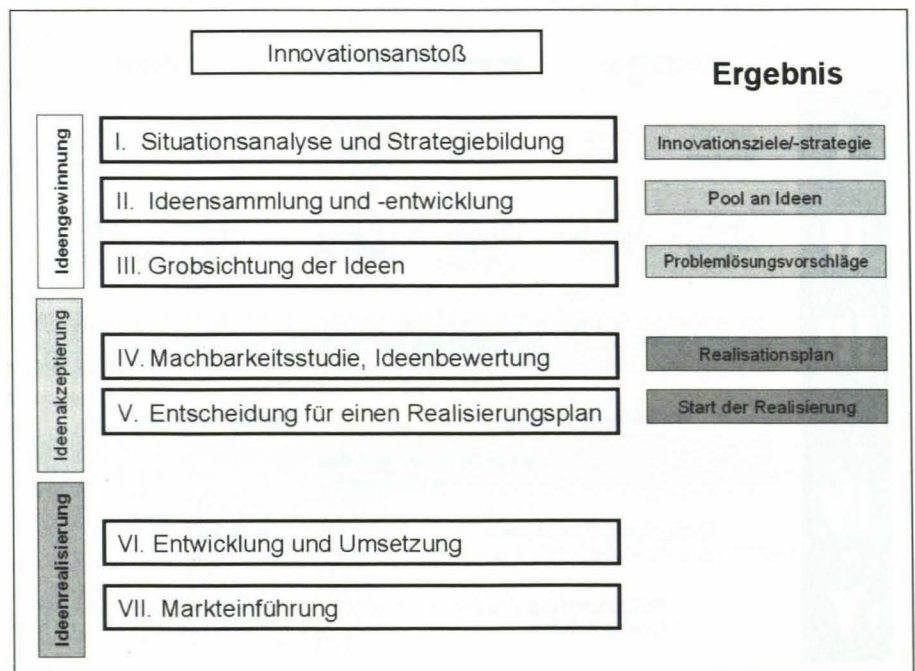 Innovationsanstoß
Ergebnis
Ideengewinnung
I. Situationsanalyse und Strategiebildung
Innovationsziele/-strategie
II. Ideensammlung und -entwicklung
Pool an Ideen
III. Grobsichtung der Ideen
Problemlösungsvorschläge
Ideenakzeptierung
IV. Machbarkeitsstudie, Ideenbewertung
Realisationsplan
V. Entscheidung für einen Realisierungsplan
Start der Realisierung
Ideenrealisierung
VI. Entwicklung und Umsetzung
VII. Markteinführung